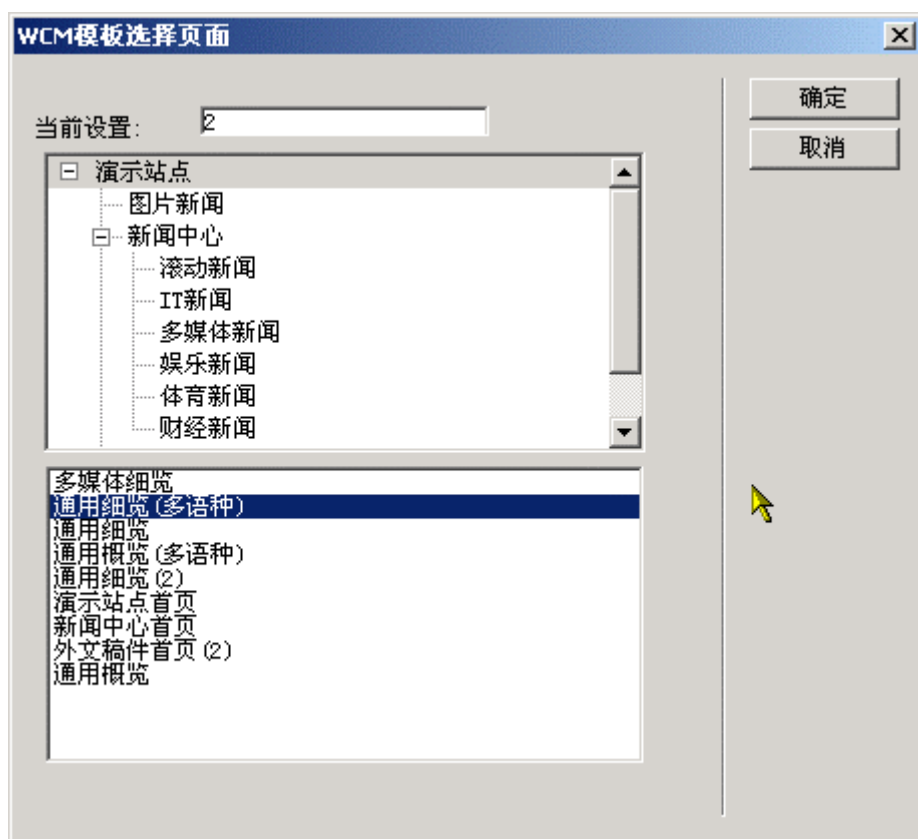 WCM模板选择页面
确定
当前设置: 2
取消
演示站点
图片新闻
新闻中心
滚动新闻
IT新闻
多媒体新闻
娱乐新闻
体育新闻
财经新闻
多媒体细览
通用细览(多语种)
通用细览
通用概览(多语种)
通用细览(2)
演示站点首页
新闻中心首页
外文稿件首页(2)
通用概览